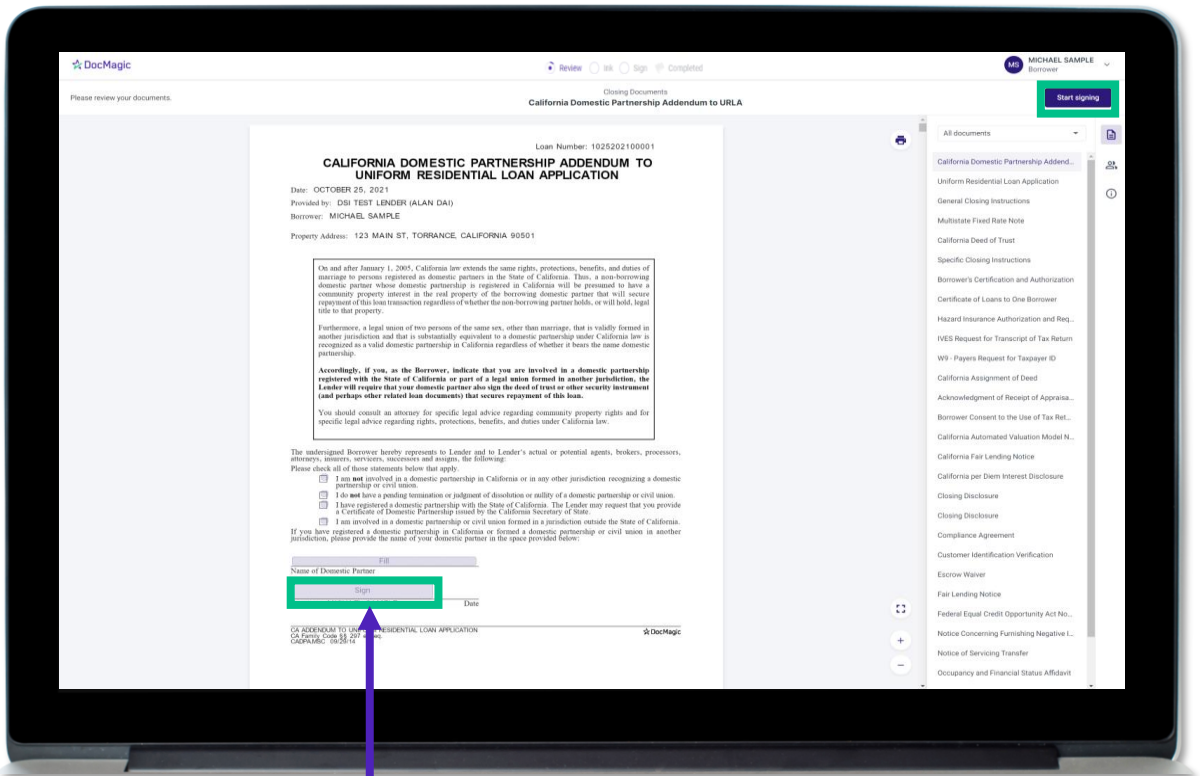 DocMagic
Review Ink Sign Completed
MS MICHAEL SAMPLE
Borrower
Please review your documents.
Closing Documents
California Domestic Partnership Addendum to URLA
Start signing
Loan Number: 1025202100001
CALIFORNIA DOMESTIC PARTNERSHIP ADDENDUM TO
UNIFORM RESIDENTIAL LOAN APPLICATION
Date: OCTOBER 25, 2021
Provided by: DSI TEST LENDER (ALAN DAI)
Borrower: MICHAEL SAMPLE
Property Address: 123 MAIN ST, TORRANCE, CALIFORNIA 90501
On and after January 1, 2005, California law extends the same rights, protections, benefits, and duties of
marriage to persons registered as domestic partners in the State of California. Thus, a non-borrowing
domestic partner whose domestic partnership is registered in California will be presumed to have a
community property interest in the real property of the borrowing domestic partner that will secure
repayment of this loan transaction regardless of whether the non-borrowing partner holds, or will hold, legal
title to that property.
Furthermore, a legal union of two persons of the same sex, other than marriage, that is validly formed in
another jurisdiction and that is substantially equivalent to a domestic partnership under California law is
recognized as a valid domestic partnership in California regardless of whether it bears the name domestic
partnership.
Accordingly, if you, as the Borrower, indicate that you are involved in a domestic partnership
registered with the State of California or part of a legal union formed in another jurisdiction, the
Lender will require that your domestic partner also sign the deed of trust or other security instrument
(and perhaps other related loan documents) that secures repayment of this loan.
You should consult an attorney for specific legal advice regarding community property rights and for
specific legal advice regarding rights, protections, benefits, and duties under California law.
The undersigned Borrower hereby represents to Lender and to Lender's actual or potential agents, brokers, processors,
attorneys, insurers, servicers, successors and assigns, the following:
Please check all of those statements below that apply.
I am not involved in a domestic partnership in California or in any other jurisdiction recognizing a domestic
partnership or civil union.
I do not have a pending termination or judgment of dissolution or nullity of a domestic partnership or civil union.
I have registered a domestic partnership with the State of California. The Lender may request that you provide
a Certificate of Domestic Partnership issued by the California Secretary of State.
I am involved in a domestic partnership or civil union formed in a jurisdiction outside the State of California.
If you have registered a domestic partnership in California or formed a domestic partnership or civil union in another
jurisdiction, please provide the name of your domestic partner in the space provided below:
Fill
Name of Domestic Partner
Sign
Date
CA ADDENDUM TO RESIDENTIAL LOAN APPLICATION
CA Family Code §§ 297
CADPA.MSC 09/29/14
DocMagic
All documents
California Domestic Partnership Addend...
Uniform Residential Loan Application
General Closing Instructions
Multistate Fixed Rate Note
California Deed of Trust
Specific Closing Instructions
Borrower's Certification and Authorization
Certificate of Loans to One Borrower
Hazard Insurance Authorization and Req...
IVES Request for Transcript of Tax Return
W9 - Payers Request for Taxpayer ID
California Assignment of Deed
Acknowledgment of Receipt of Appraisa...
Borrower Consent to the Use of Tax Ret...
California Automated Valuation Model N...
California Fair Lending Notice
California per Diem Interest Disclosure
Closing Disclosure
Closing Disclosure
Compliance Agreement
Customer Identification Verification
Escrow Waiver
Fair Lending Notice
Federal Equal Credit Opportunity Act No...
Notice Concerning Furnishing Negative I...
Notice of Servicing Transfer
Occupancy and Financial Status Affidavit